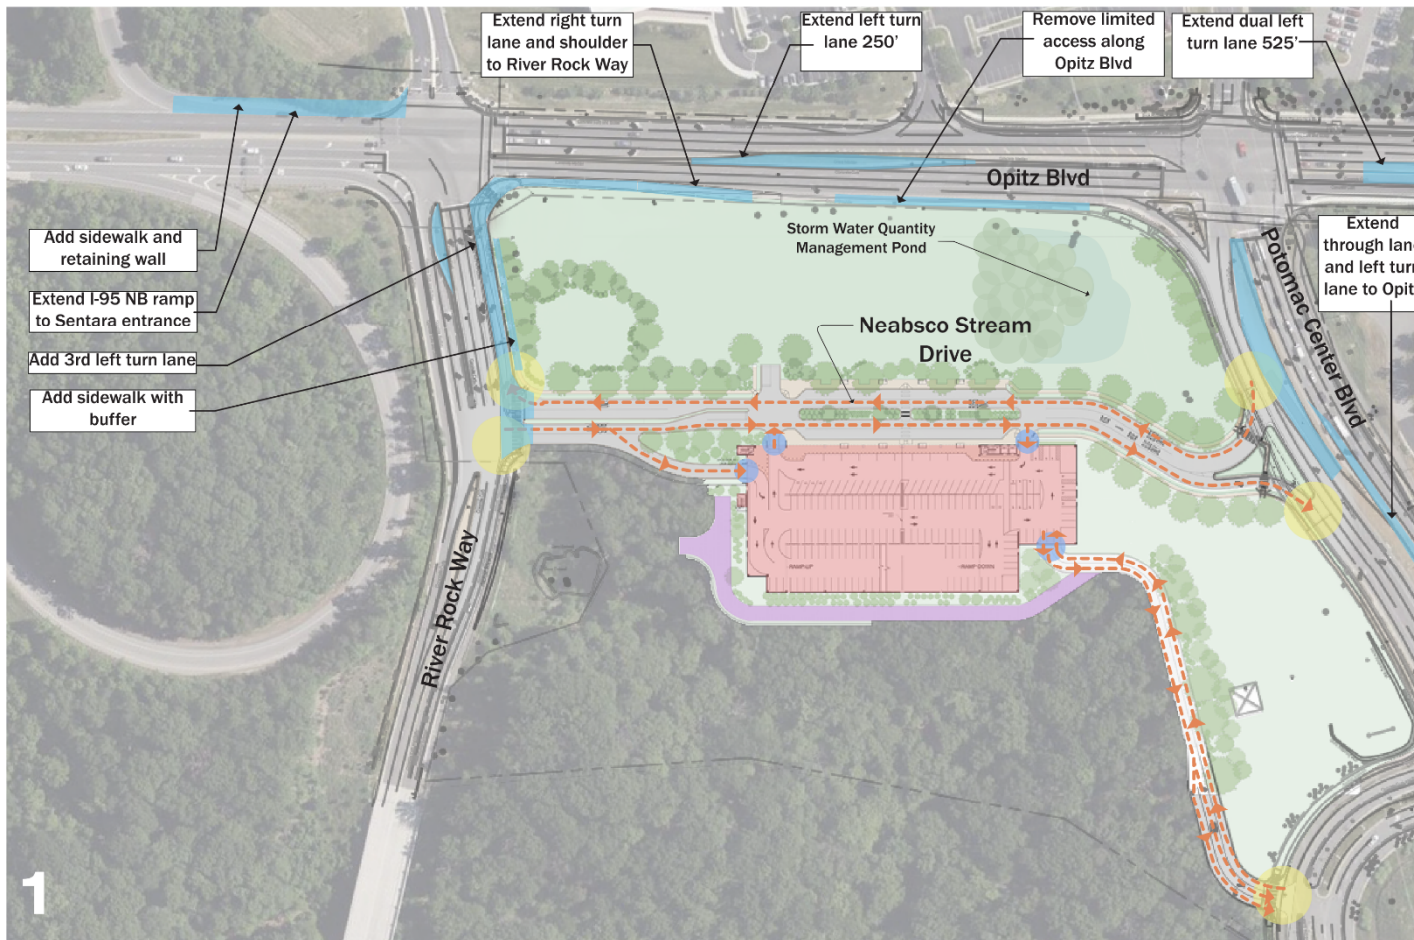 Extend right turn
lane and shoulder
to River Rock Way
Extend left turn
lane 250'
Remove limited
access along
Opitz Blvd
Extend dual left
turn lane 525'
Opitz Blvd
Add sidewalk and
retaining wall
Extend I-95 NB ramp
to Sentara entrance
Add 3rd left turn lane
Add sidewalk with
buffer
Storm Water Quantity
Management Pond
Extend
through lane
and left turn
lane to Opit
Potomac Center Blvd
Neabsco Stream
Drive
River Rock Way
1